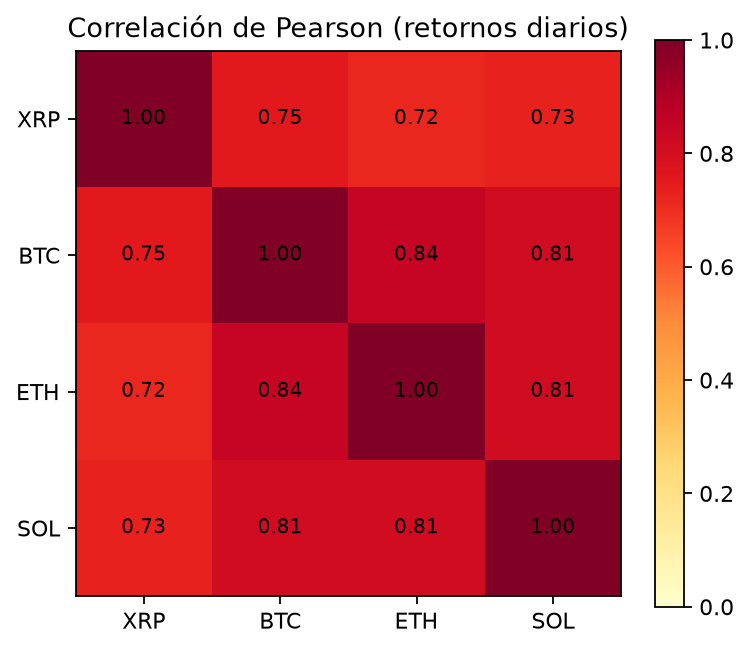 Correlación de Pearson (retornos diarios)
XRP 1.00 0.75 0.72 0.73
BTC 0.75 1.00 0.84 0.81
ETH 0.72 0.84 1.00 0.81
SOL 0.73 0.81 0.81 1.00
XRP BTC ETH SOL
1.0
0.8
0.6
0.4
0.2
0.0